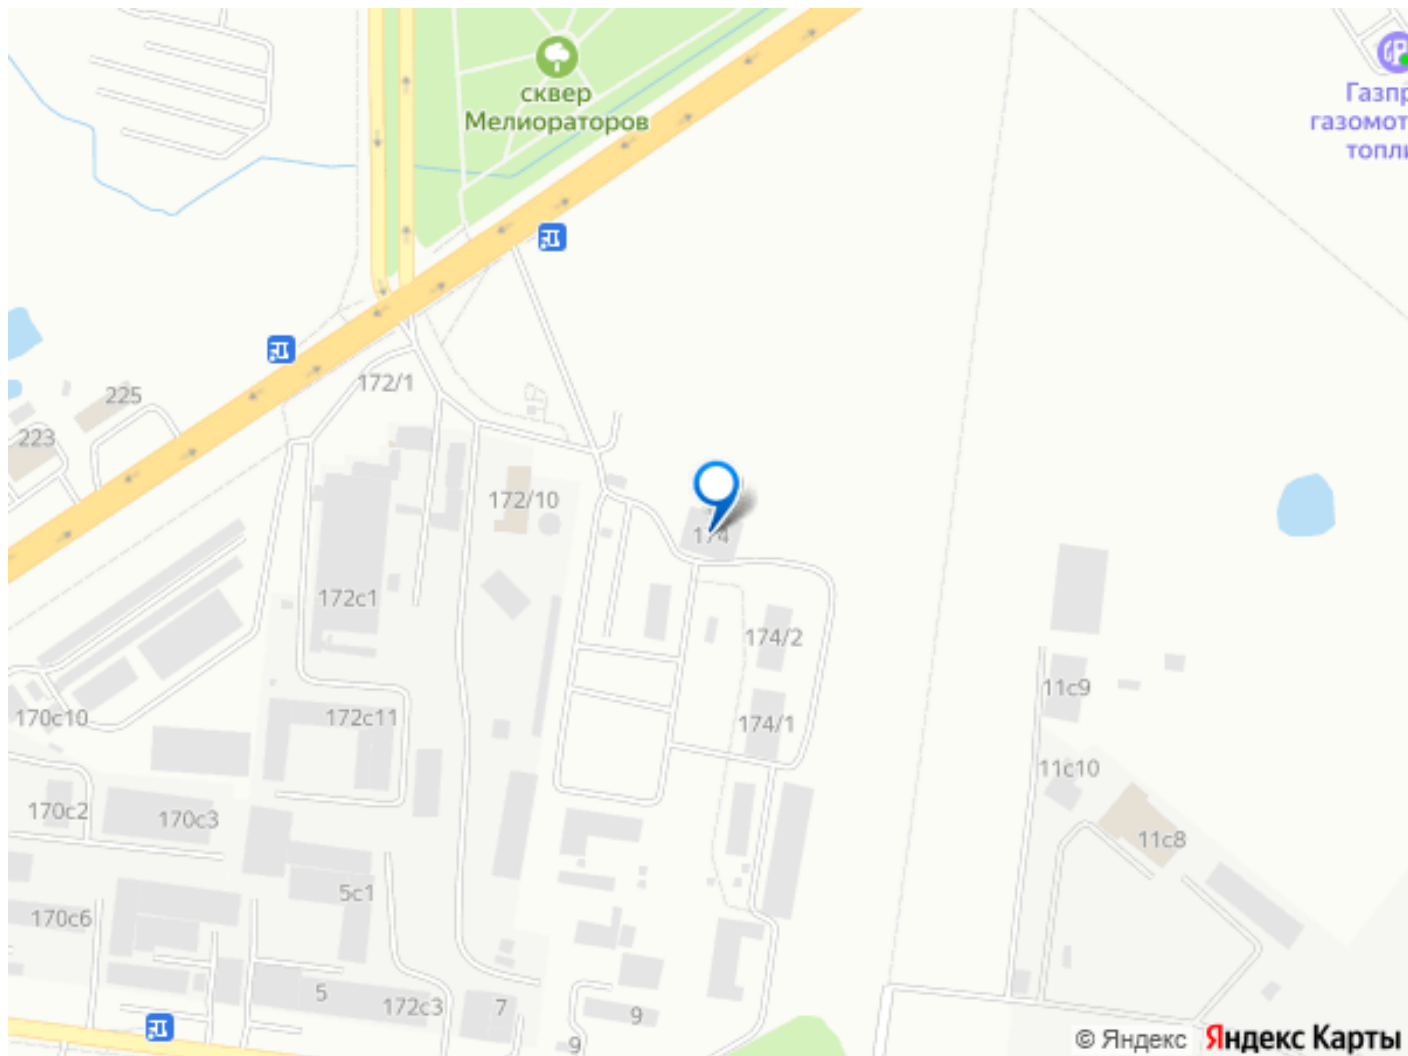 сквер
Мелиораторов
Газпр
газомот
топли
172/1
225
223
172/10
174
172с1
174/2
11с9
170с10
172с11
174/1
11с10
170с2
170с3
11с8
5с1
170с6
5
172с3
7
9
9
© Яндекс Яндекс Карты